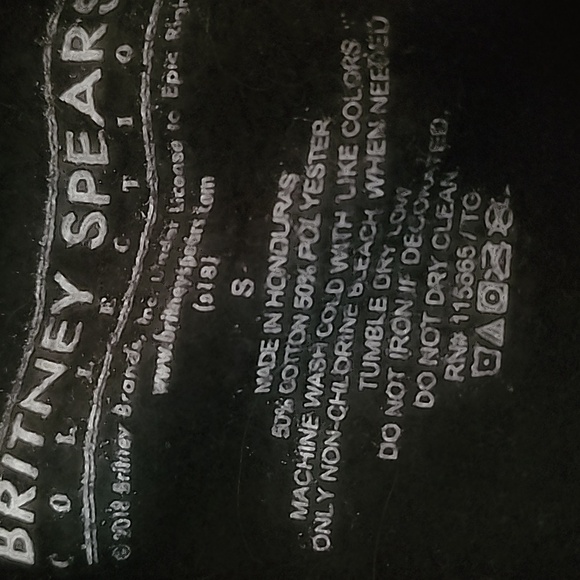 BRITNEY SPEARS
COLLECTION
© 2018 Britney Brands, Inc. Under License to Epic Rights
www.britneyspears.com
(a18)
S
MADE IN HONDURAS
50% COTTON 50% POLYESTER
MACHINE WASH COLD WITH LIKE COLORS
ONLY NON-CHLORINE BLEACH WHEN NEEDED
TUMBLE DRY LOW
DO NOT IRON IF DECORATED.
DO NOT DRY CLEAN
RN# 115365 / TG